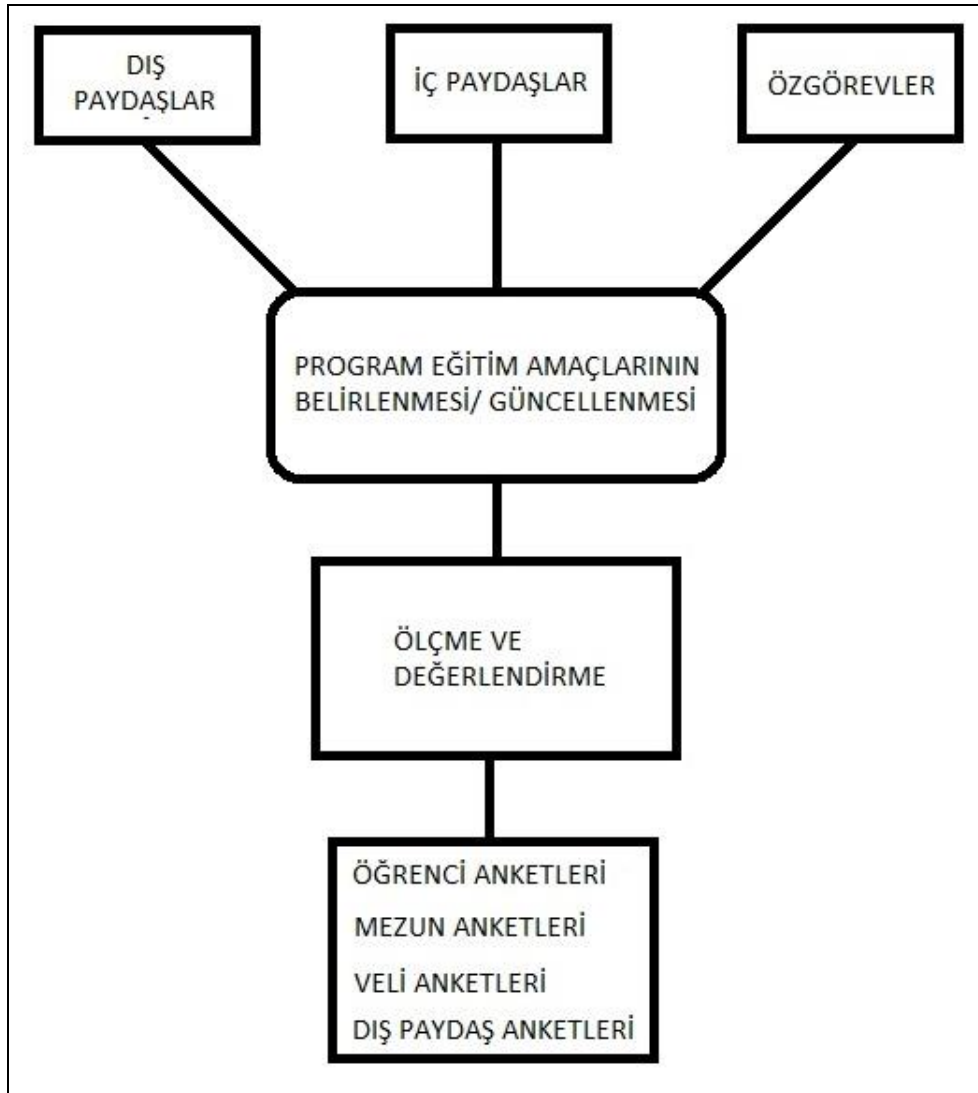 DIŞ
PAYDAŞLAR
İÇ PAYDAŞLAR
ÖZGÖREVLER
PROGRAM EĞİTİM AMAÇLARININ
BELİRLENMESİ/ GÜNCELLENMESİ
ÖLÇME VE
DEĞERLENDİRME
ÖĞRENCİ ANKETLERİ
MEZUN ANKETLERİ
VELİ ANKETLERİ
DIŞ PAYDAŞ ANKETLERİ